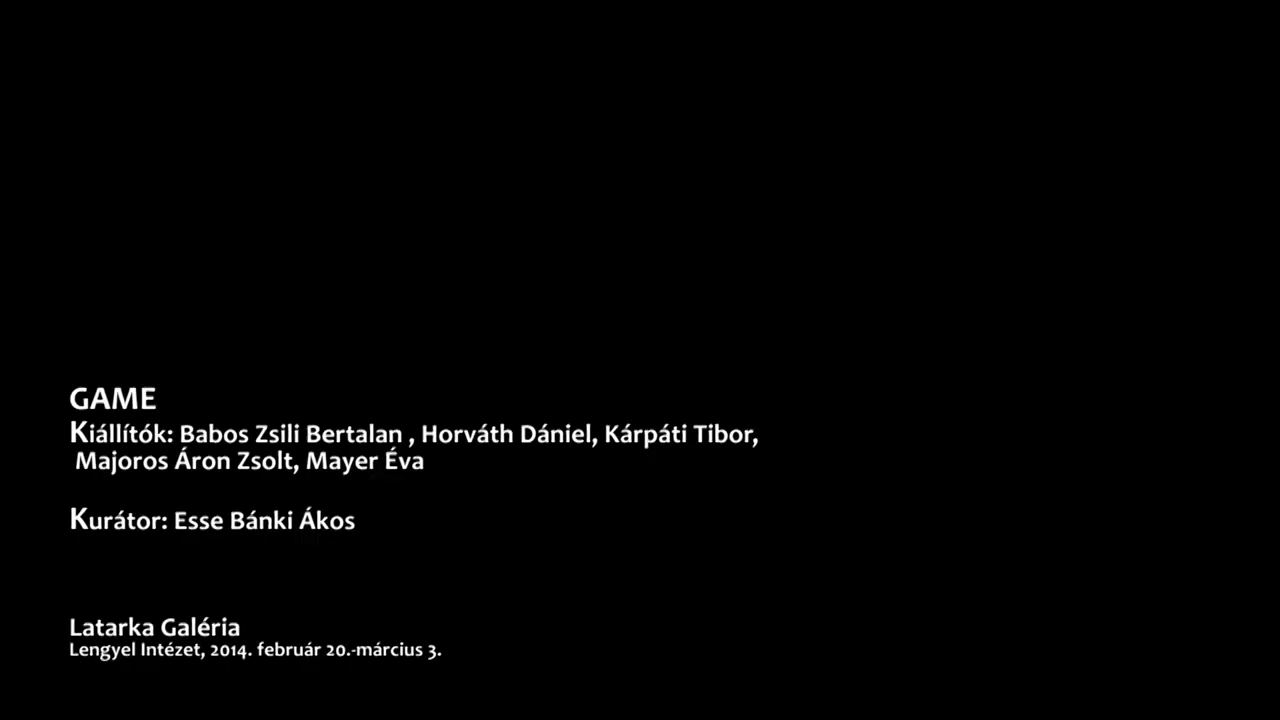 GAME
Kiállítók: Babos Zsili Bertalan , Horváth Dániel, Kárpáti Tibor,
Majoros Áron Zsolt, Mayer Éva
Kurátor: Esse Bánki Ákos
Latarka Galéria
Lengyel Intézet, 2014. február 20.-március 3.